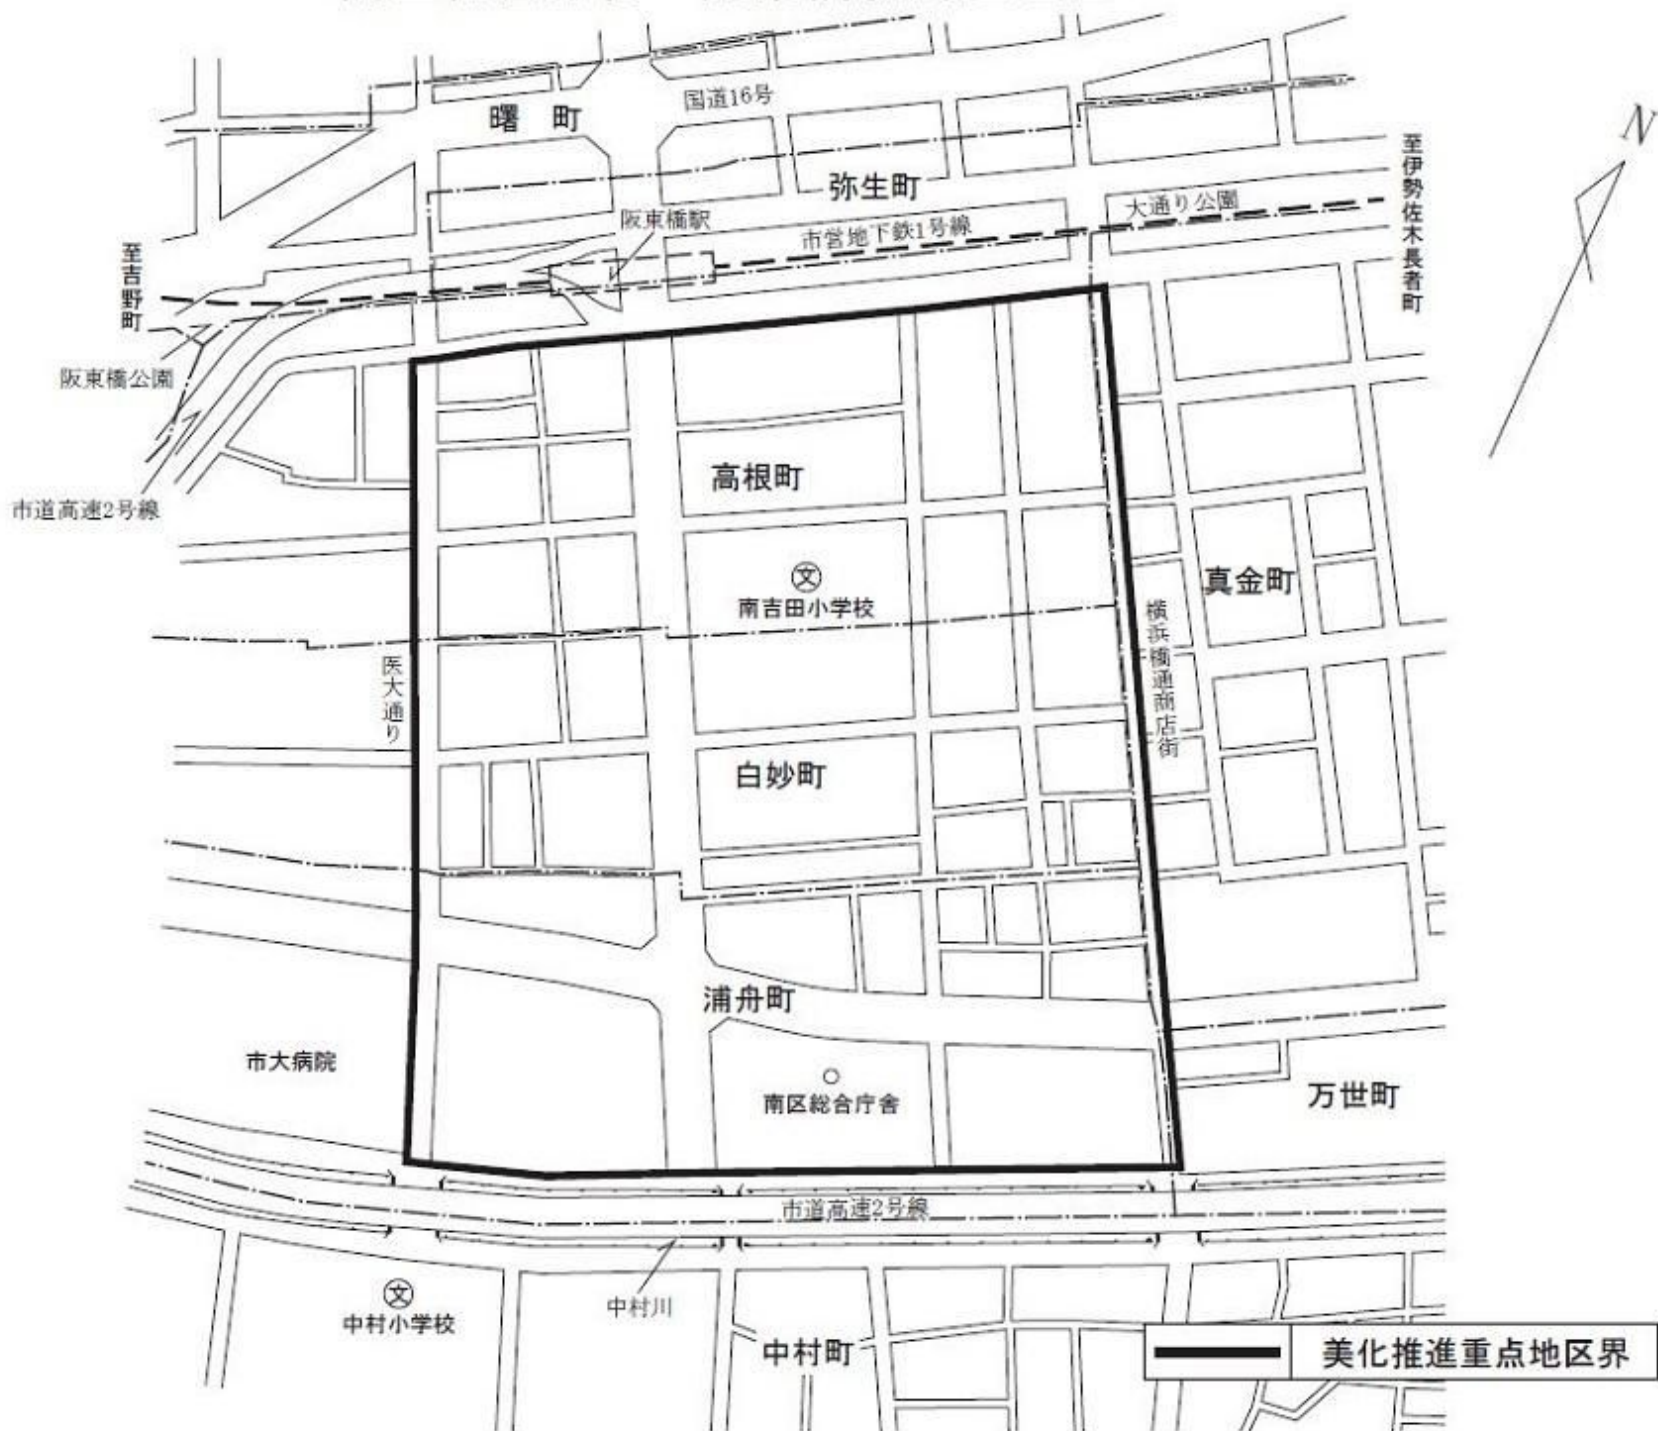 曙 町
国道16号
N
至伊勢佐木長者町
弥生町
大通り公園
阪東橋駅
市営地下鉄1号線
至吉野町
阪東橋公園
高根町
市道高速2号線
文
南吉田小学校
真金町
横浜橋通商店街
医大通り
白妙町
浦舟町
市大病院
南区総合庁舎
万世町
市道高速2号線
文
中村小学校
中村川
中村町
美化推進重点地区界